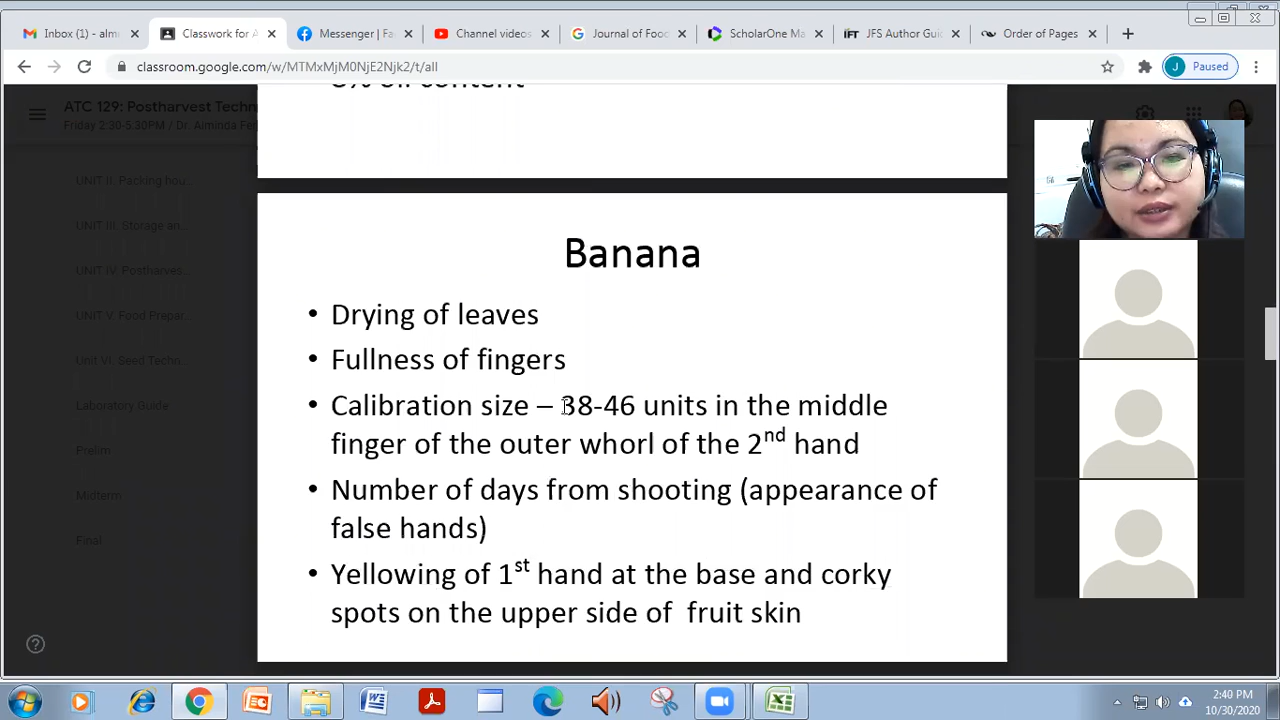 Inbox (1) - alm
Classwork for A
Messenger | Fa
Channel videos
Journal of Food
ScholarOne Ma
JFS Author Gui
Order of Pages
classroom.google.com/w/MTMxMjM0NjE2Njk2/t/all
J Paused
ATC 129: Postharvest Techn
Friday 2:30-5:30PM / Dr. Alminda Fe
UNIT II. Packing hou...
UNIT III. Storage an...
UNIT IV. Postharves...
UNIT V. Food Prepar...
Unit VI. Seed Techn...
Laboratory Guide
Prelim
Midterm
Final
5% oil content
Banana
• Drying of leaves
• Fullness of fingers
• Calibration size – 38-46 units in the middle
finger of the outer whorl of the 2nd hand
• Number of days from shooting (appearance of
false hands)
• Yellowing of 1st hand at the base and corky
spots on the upper side of fruit skin
2:40 PM
10/30/2020